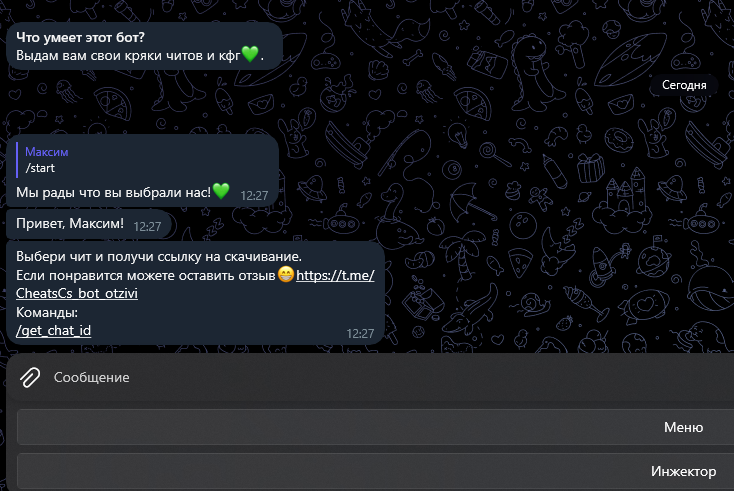 Что умеет этот бот?
Выдам вам свои кряки читов и кфг💚.
Сегодня
Максим
/start
Мы рады что вы выбрали нас!💚 12:27
Привет, Максим! 12:27
Выбери чит и получи ссылку на скачивание.
Если понравится можете оставить отзыв😁https://t.me/
CheatsCs_bot_otzivi
Команды:
/get_chat_id 12:27
Сообщение
Меню
Инжектор